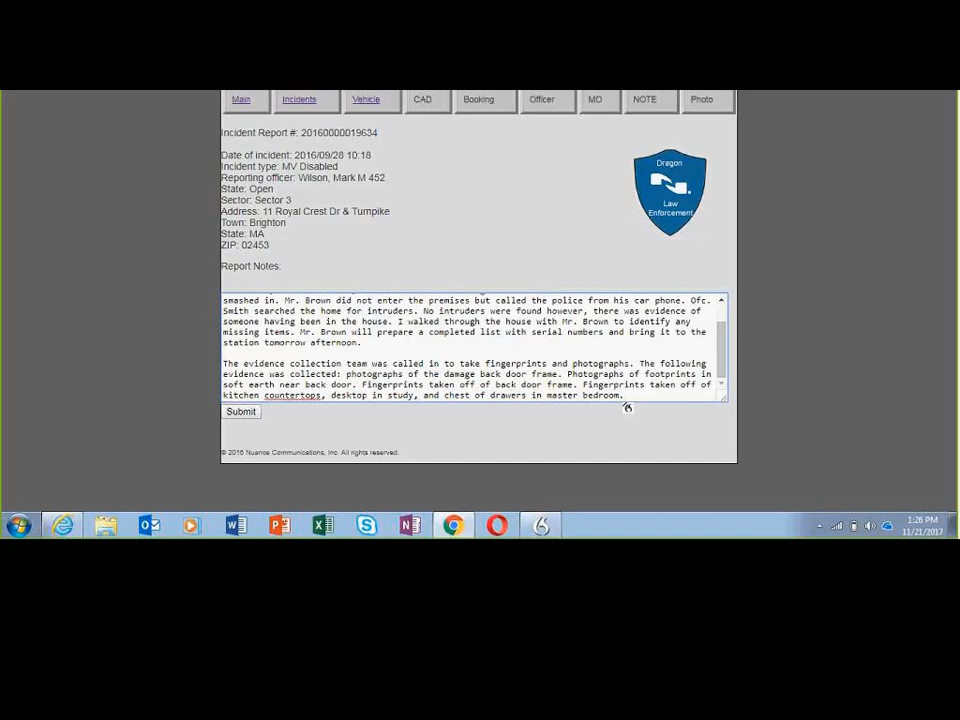 Main Incidents Vehicle CAD Booking Officer MO NOTE Photo
Incident Report #: 20160000019634
Date of incident: 2016/09/28 10:18
Incident type: MV Disabled
Reporting officer: Wilson, Mark M 452
State: Open
Sector: Sector 3
Address: 11 Royal Crest Dr & Turnpike
Town: Brighton
State: MA
ZIP: 02453
Dragon
Law
Enforcement
Report Notes:
smashed in. Mr. Brown did not enter the premises but called the police from his car phone. Ofc.
Smith searched the home for intruders. No intruders were found however, there was evidence of
someone having been in the house. I walked through the house with Mr. Brown to identify any
missing items. Mr. Brown will prepare a completed list with serial numbers and bring it to the
station tomorrow afternoon.
The evidence collection team was called in to take fingerprints and photographs. The following
evidence was collected: photographs of the damage back door frame. Photographs of footprints in
soft earth near back door. Fingerprints taken off of back door frame. Fingerprints taken off of
kitchen countertops, desktop in study, and chest of drawers in master bedroom.
Submit
© 2016 Nuance Communications, Inc. All rights reserved.
1:26 PM
11/21/2017